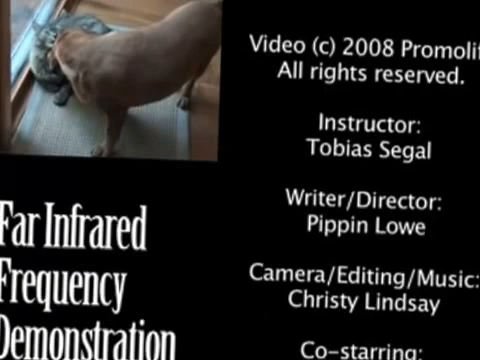 Video (c) 2008
All rights reserved.
Instructor:
Tobias Segal
Writer/Director:
Pippin Lowe
Camera/Editing/Music:
Christy Lindsay
Co-starring:
Far Infrared
Frequency
Demonstration